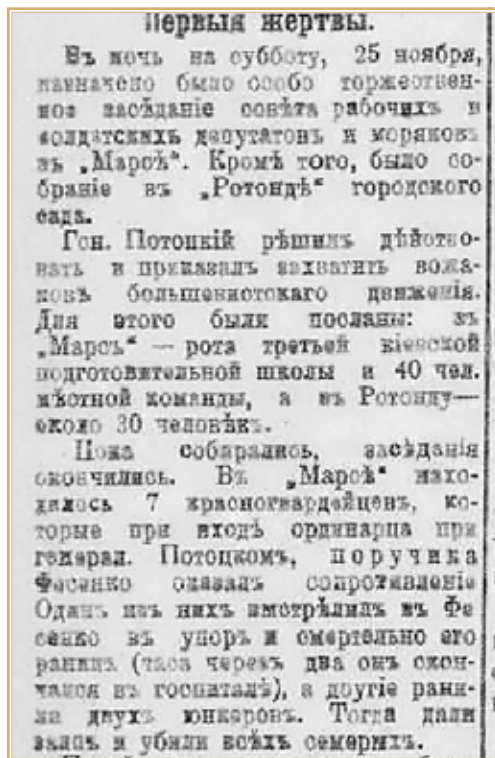 Первыя жертвы.
Въ ночь на субботу, 25 ноября,
назначено было особо торжествен-
ное засѣданіе совѣта рабочихъ и
солдатскихъ депутатовъ и моряковъ
въ „Марсѣ“. Кромѣ того, было со-
браніе въ „Ротондѣ“ городского
сада.
Ген. Потоцкій рѣшилъ дѣйство-
вать и приказалъ захватить вожа-
ковъ большевистскаго движенія.
Для этого были посланы: въ
„Марсъ“ — рота третьей кіевской
подготовительной школы и 40 чел.
мѣстной команды, а въ Ротонду—
около 30 человѣкъ.
Пока собирались, засѣданія
окончились. Въ „Марсѣ“ нахо-
дилось 7 красногвардейцевъ, ко-
торые при входѣ ординарца при
генерал. Потоцкомъ, поручика
Фесенко оказалъ сопротивленіе
Одинъ изъ нихъ выстрѣлилъ въ Фе
сенко въ упоръ и смертельно его
ранилъ (часа черезъ два онъ скон-
чался въ госпиталѣ), а другіе рани-
ли двухъ юнкеровъ. Тогда дали
залпъ и убили всѣхъ семерыхъ.